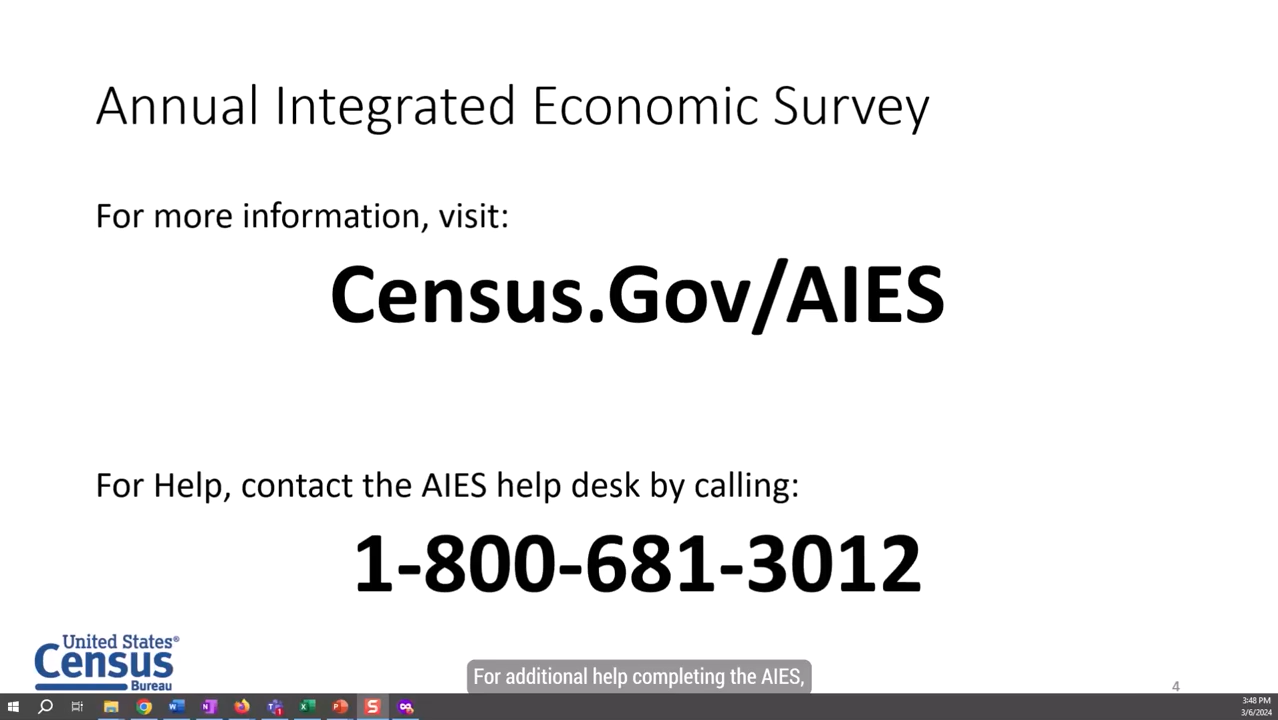 Annual Integrated Economic Survey
For more information, visit:
Census.Gov/AIES
For Help, contact the AIES help desk by calling:
1-800-681-3012
United States®
Census
Bureau
For additional help completing the AIES,
4
3:48 PM
3/6/2024